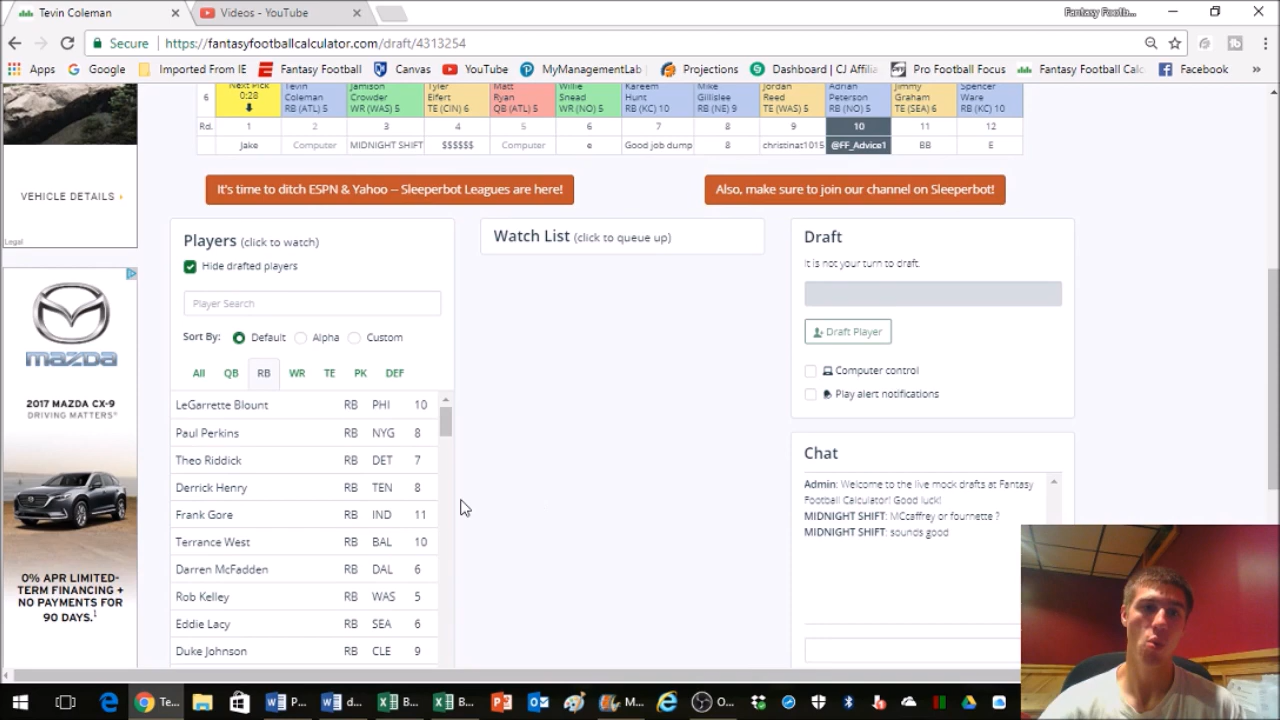 Tevin Coleman
Videos - YouTube
Fantasy Footb...
Secure
https://fantasyfootballcalculator.com/draft/4313254
Apps
Google
Imported From IE
Fantasy Football
Canvas
YouTube
MyManagementLab
Projections
Dashboard | CJ Affilia
Pro Football Focus
Fantasy Football Calc
Facebook
»
6
Next Pick
0:28
Tevin
Coleman
RB (ATL) 5
Jamison
Crowder
WR (WAS) 5
Tyler
Eifert
TE (CIN) 6
Matt
Ryan
QB (ATL) 5
Willie
Snead
WR (NO) 5
Kareem
Hunt
RB (KC) 10
Mike
Gillislee
RB (NE) 9
Jordan
Reed
TE (WAS) 5
Adrian
Peterson
RB (NO) 5
Jimmy
Graham
TE (SEA) 6
Spencer
Ware
RB (KC) 10
Rd. 1 2 3 4 5 6 7 8 9 10 11 12
Jake Computer MIDNIGHT SHIFT $$$$$$ Computer e Good job dump 8 christinat1015 @FF_Advice1 BB E
It's time to ditch ESPN & Yahoo -- Sleeperbot Leagues are here!
Also, make sure to join our channel on Sleeperbot!
VEHICLE DETAILS
Legal
Players (click to watch)
Hide drafted players
Player Search
Sort By: Default Alpha Custom
All QB RB WR TE PK DEF
LeGarrette Blount RB PHI 10
Paul Perkins RB NYG 8
Theo Riddick RB DET 7
Derrick Henry RB TEN 8
Frank Gore RB IND 11
Terrance West RB BAL 10
Darren McFadden RB DAL 6
Rob Kelley RB WAS 5
Eddie Lacy RB SEA 6
Duke Johnson RB CLE 9
Watch List (click to queue up)
Draft
It is not your turn to draft.
Draft Player
Computer control
Play alert notifications
Chat
Admin: Welcome to the live mock drafts at Fantasy
Football Calculator! Good luck!
MIDNIGHT SHIFT: MCcaffrey or fournette ?
MIDNIGHT SHIFT: sounds good
mazda
2017 MAZDA CX-9
DRIVING MATTERS®
0% APR LIMITED-
TERM FINANCING +
NO PAYMENTS FOR
90 DAYS.¹
Te...
P...
d...
B...
B...
M...
O...